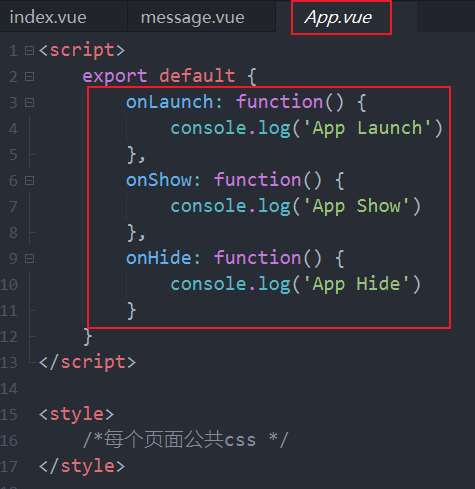 index.vue message.vue App.vue
1 <script>
2 export default {
3 onLaunch: function() {
4 console.log('App Launch')
5 },
6 onShow: function() {
7 console.log('App Show')
8 },
9 onHide: function() {
10 console.log('App Hide')
11 }
12 }
13 </script>
14
15 <style>
16 /*每个页面公共css */
17 </style>